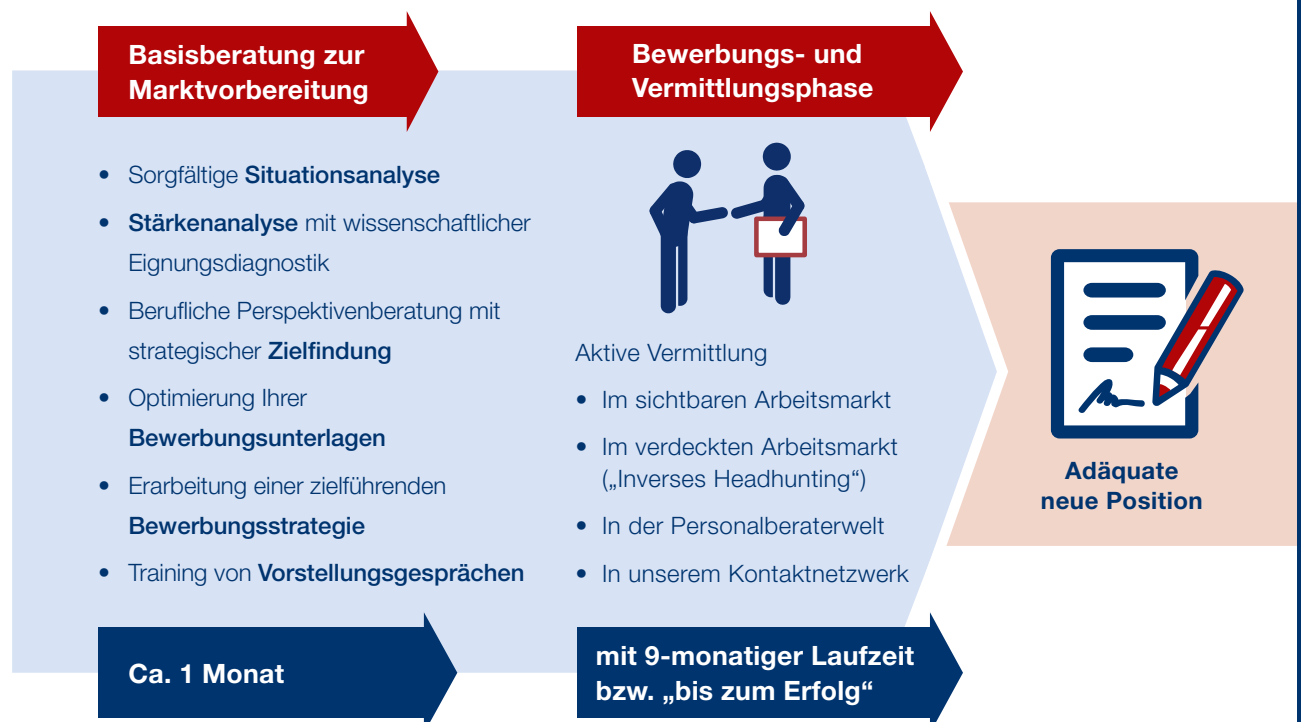 Basisberatung zur
Marktvorbereitung
• Sorgfältige Situationsanalyse
• Stärkenanalyse mit wissenschaftlicher
Eignungsdiagnostik
• Berufliche Perspektivenberatung mit
strategischer Zielfindung
• Optimierung Ihrer
Bewerbungsunterlagen
• Erarbeitung einer zielführenden
Bewerbungsstrategie
• Training von Vorstellungsgesprächen
Ca. 1 Monat
Bewerbungs- und
Vermittlungsphase
Aktive Vermittlung
• Im sichtbaren Arbeitsmarkt
• Im verdeckten Arbeitsmarkt
(„Inverses Headhunting“)
• In der Personalberaterwelt
• In unserem Kontaktnetzwerk
mit 9-monatiger Laufzeit
bzw. „bis zum Erfolg“
Adäquate
neue Position